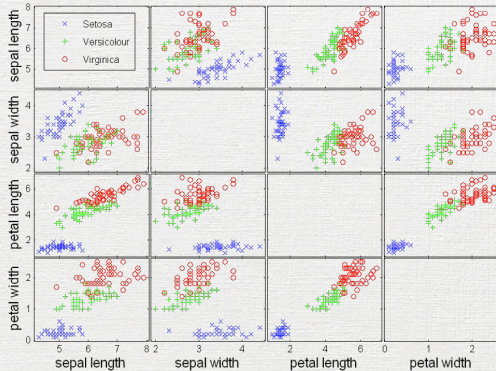 Setosa
Versicolour
Virginica
sepal length
8
7
6
5
sepal width
4
3
2
petal length
6
4
2
petal width
2
1
0
5 6 7 8
2 3 4
2 4 6
0 1 2
sepal length
sepal width
petal length
petal width